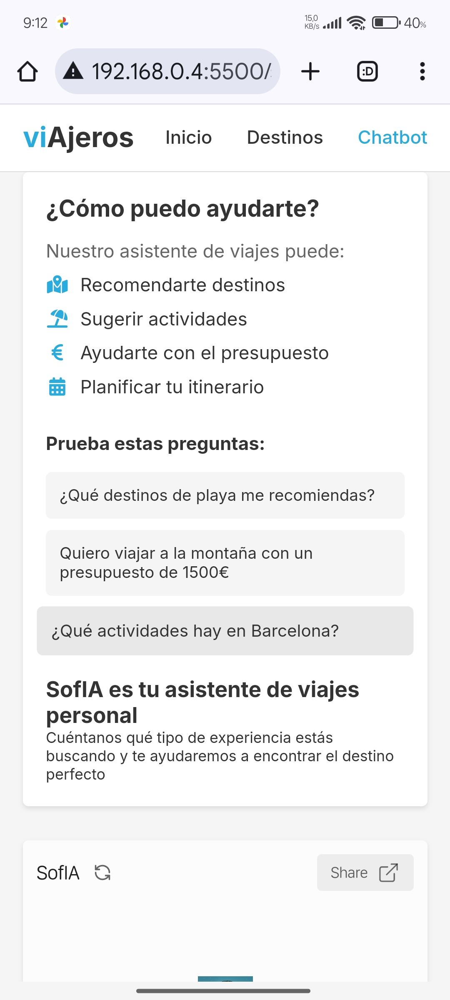 9:12
15,0
KB/s
40%
192.168.0.4:5500/
:D
viAjeros
Inicio
Destinos
Chatbot
¿Cómo puedo ayudarte?
Nuestro asistente de viajes puede:
Recomendarte destinos
Sugerir actividades
€ Ayudarte con el presupuesto
Planificar tu itinerario
Prueba estas preguntas:
¿Qué destinos de playa me recomiendas?
Quiero viajar a la montaña con un
presupuesto de 1500€
¿Qué actividades hay en Barcelona?
SofIA es tu asistente de viajes
personal
Cuéntanos qué tipo de experiencia estás
buscando y te ayudaremos a encontrar el destino
perfecto
SofIA
Share